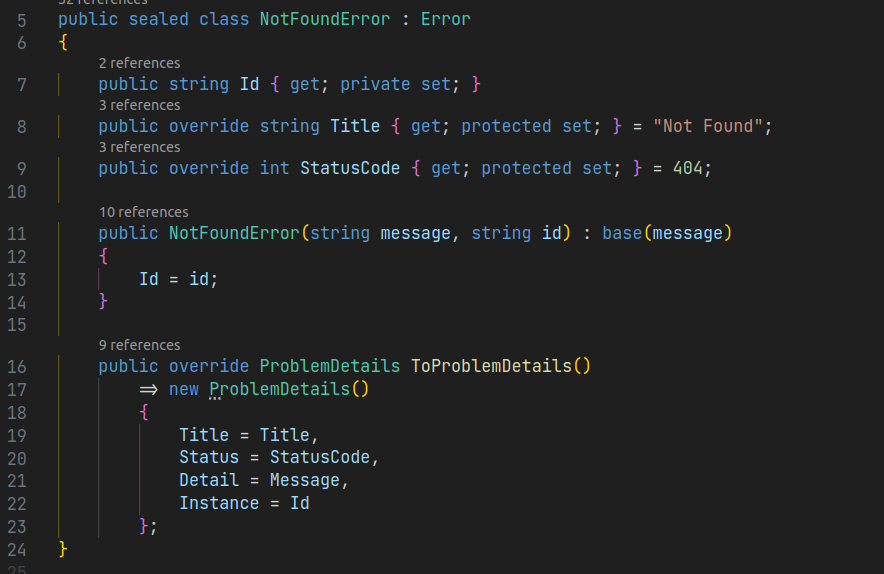 32 references
5 public sealed class NotFoundError : Error
6 {
2 references
7 public string Id { get; private set; }
3 references
8 public override string Title { get; protected set; } = "Not Found";
3 references
9 public override int StatusCode { get; protected set; } = 404;
10
10 references
11 public NotFoundError(string message, string id) : base(message)
12 {
13 Id = id;
14 }
15
9 references
16 public override ProblemDetails ToProblemDetails()
17 => new ProblemDetails()
18 {
19 Title = Title,
20 Status = StatusCode,
21 Detail = Message,
22 Instance = Id
23 };
24 }
25